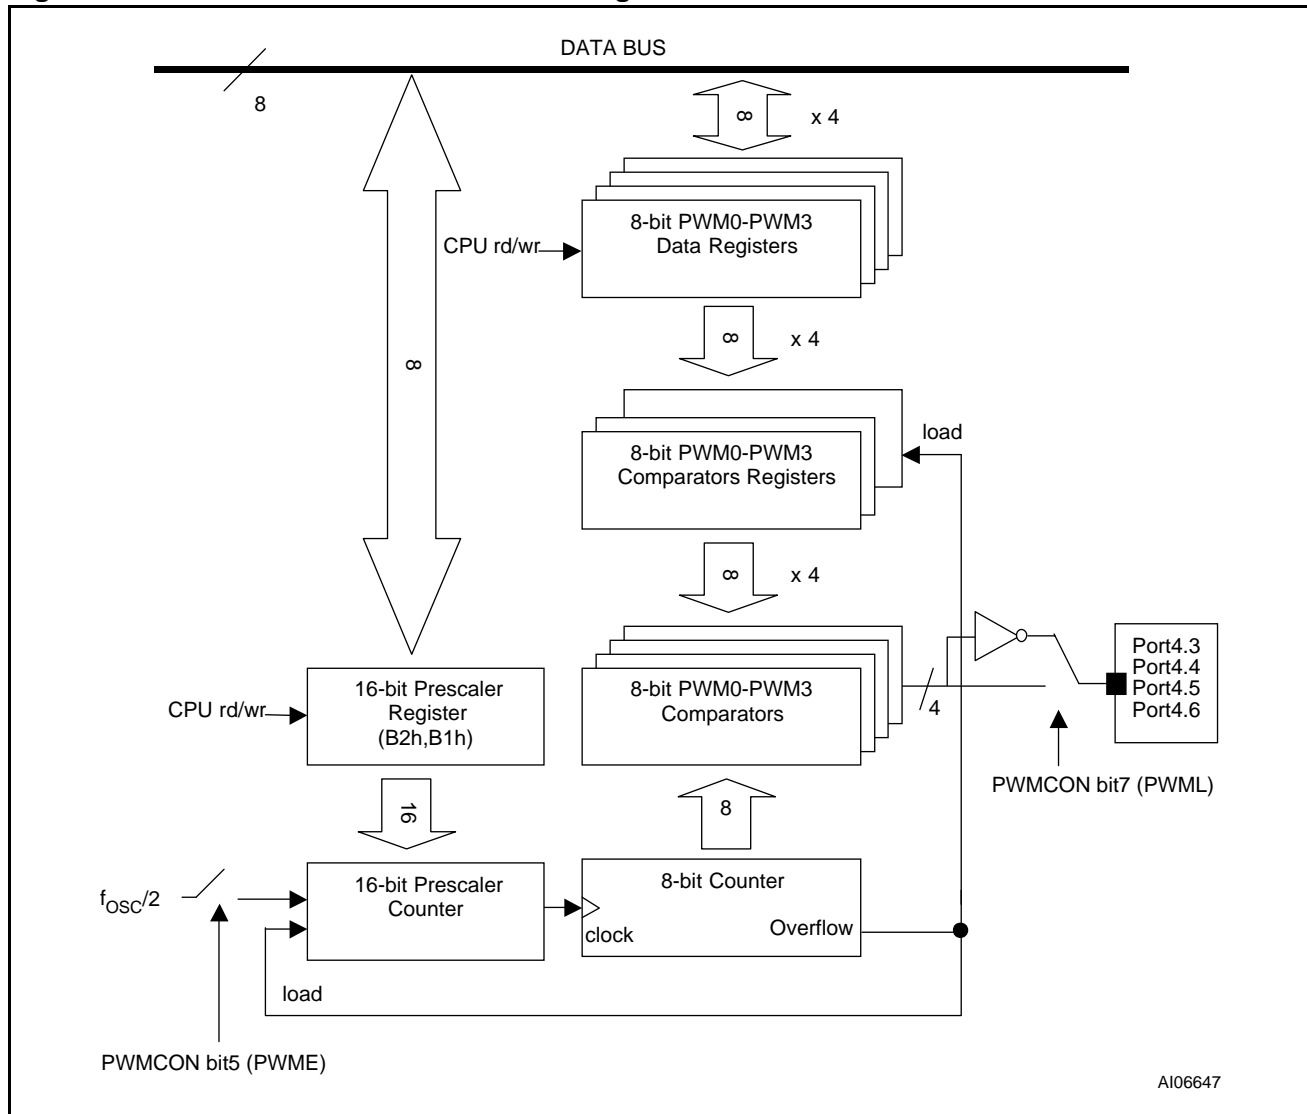 DATA BUS
8
8
x 4
8-bit PWM0-PWM3
Data Registers
CPU rd/wr
8
x 4
8
load
8-bit PWM0-PWM3
Comparators Registers
8
x 4
Port4.3
Port4.4
Port4.5
Port4.6
16-bit Prescaler
Register
(B2h,B1h)
CPU rd/wr
8-bit PWM0-PWM3
Comparators
4
PWMCON bit7 (PWML)
16
8
16-bit Prescaler
Counter
8-bit Counter
fOSC/2
Overflow
clock
load
PWMCON bit5 (PWME)
AI06647